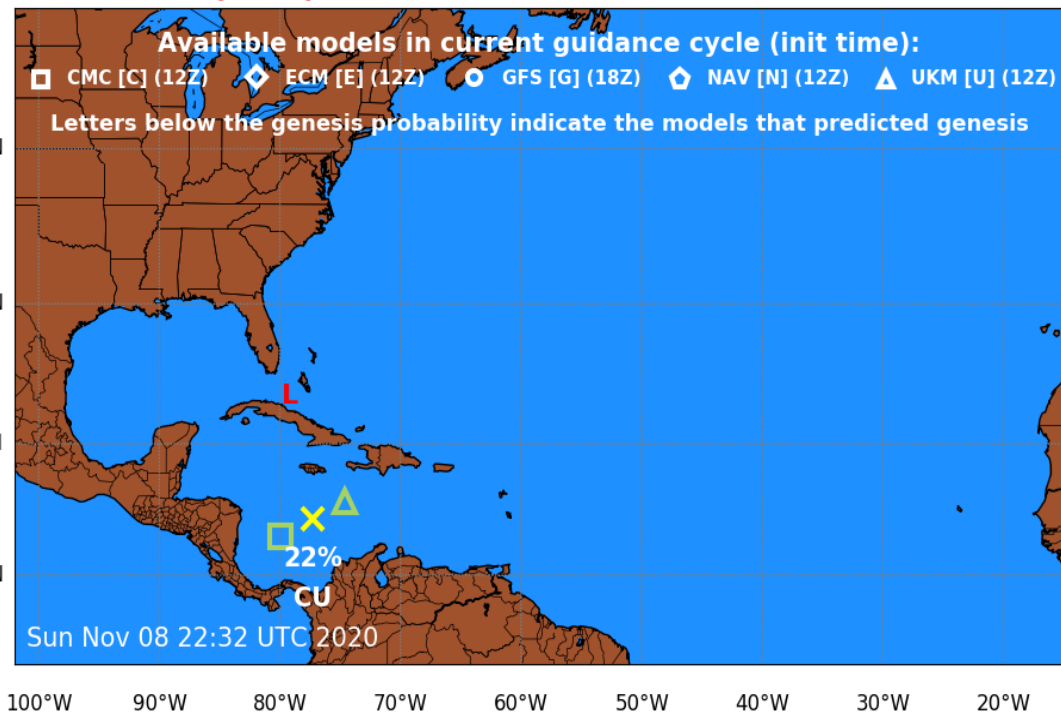 Available models in current guidance cycle (init time):
CMC [C] (12Z) ECM [E] (12Z) GFS [G] (18Z) NAV [N] (12Z) UKM [U] (12Z)
Letters below the genesis probability indicate the models that predicted genesis
N
N
L
N
22%
N
CU
Sun Nov 08 22:32 UTC 2020
100°W 90°W 80°W 70°W 60°W 50°W 40°W 30°W 20°W